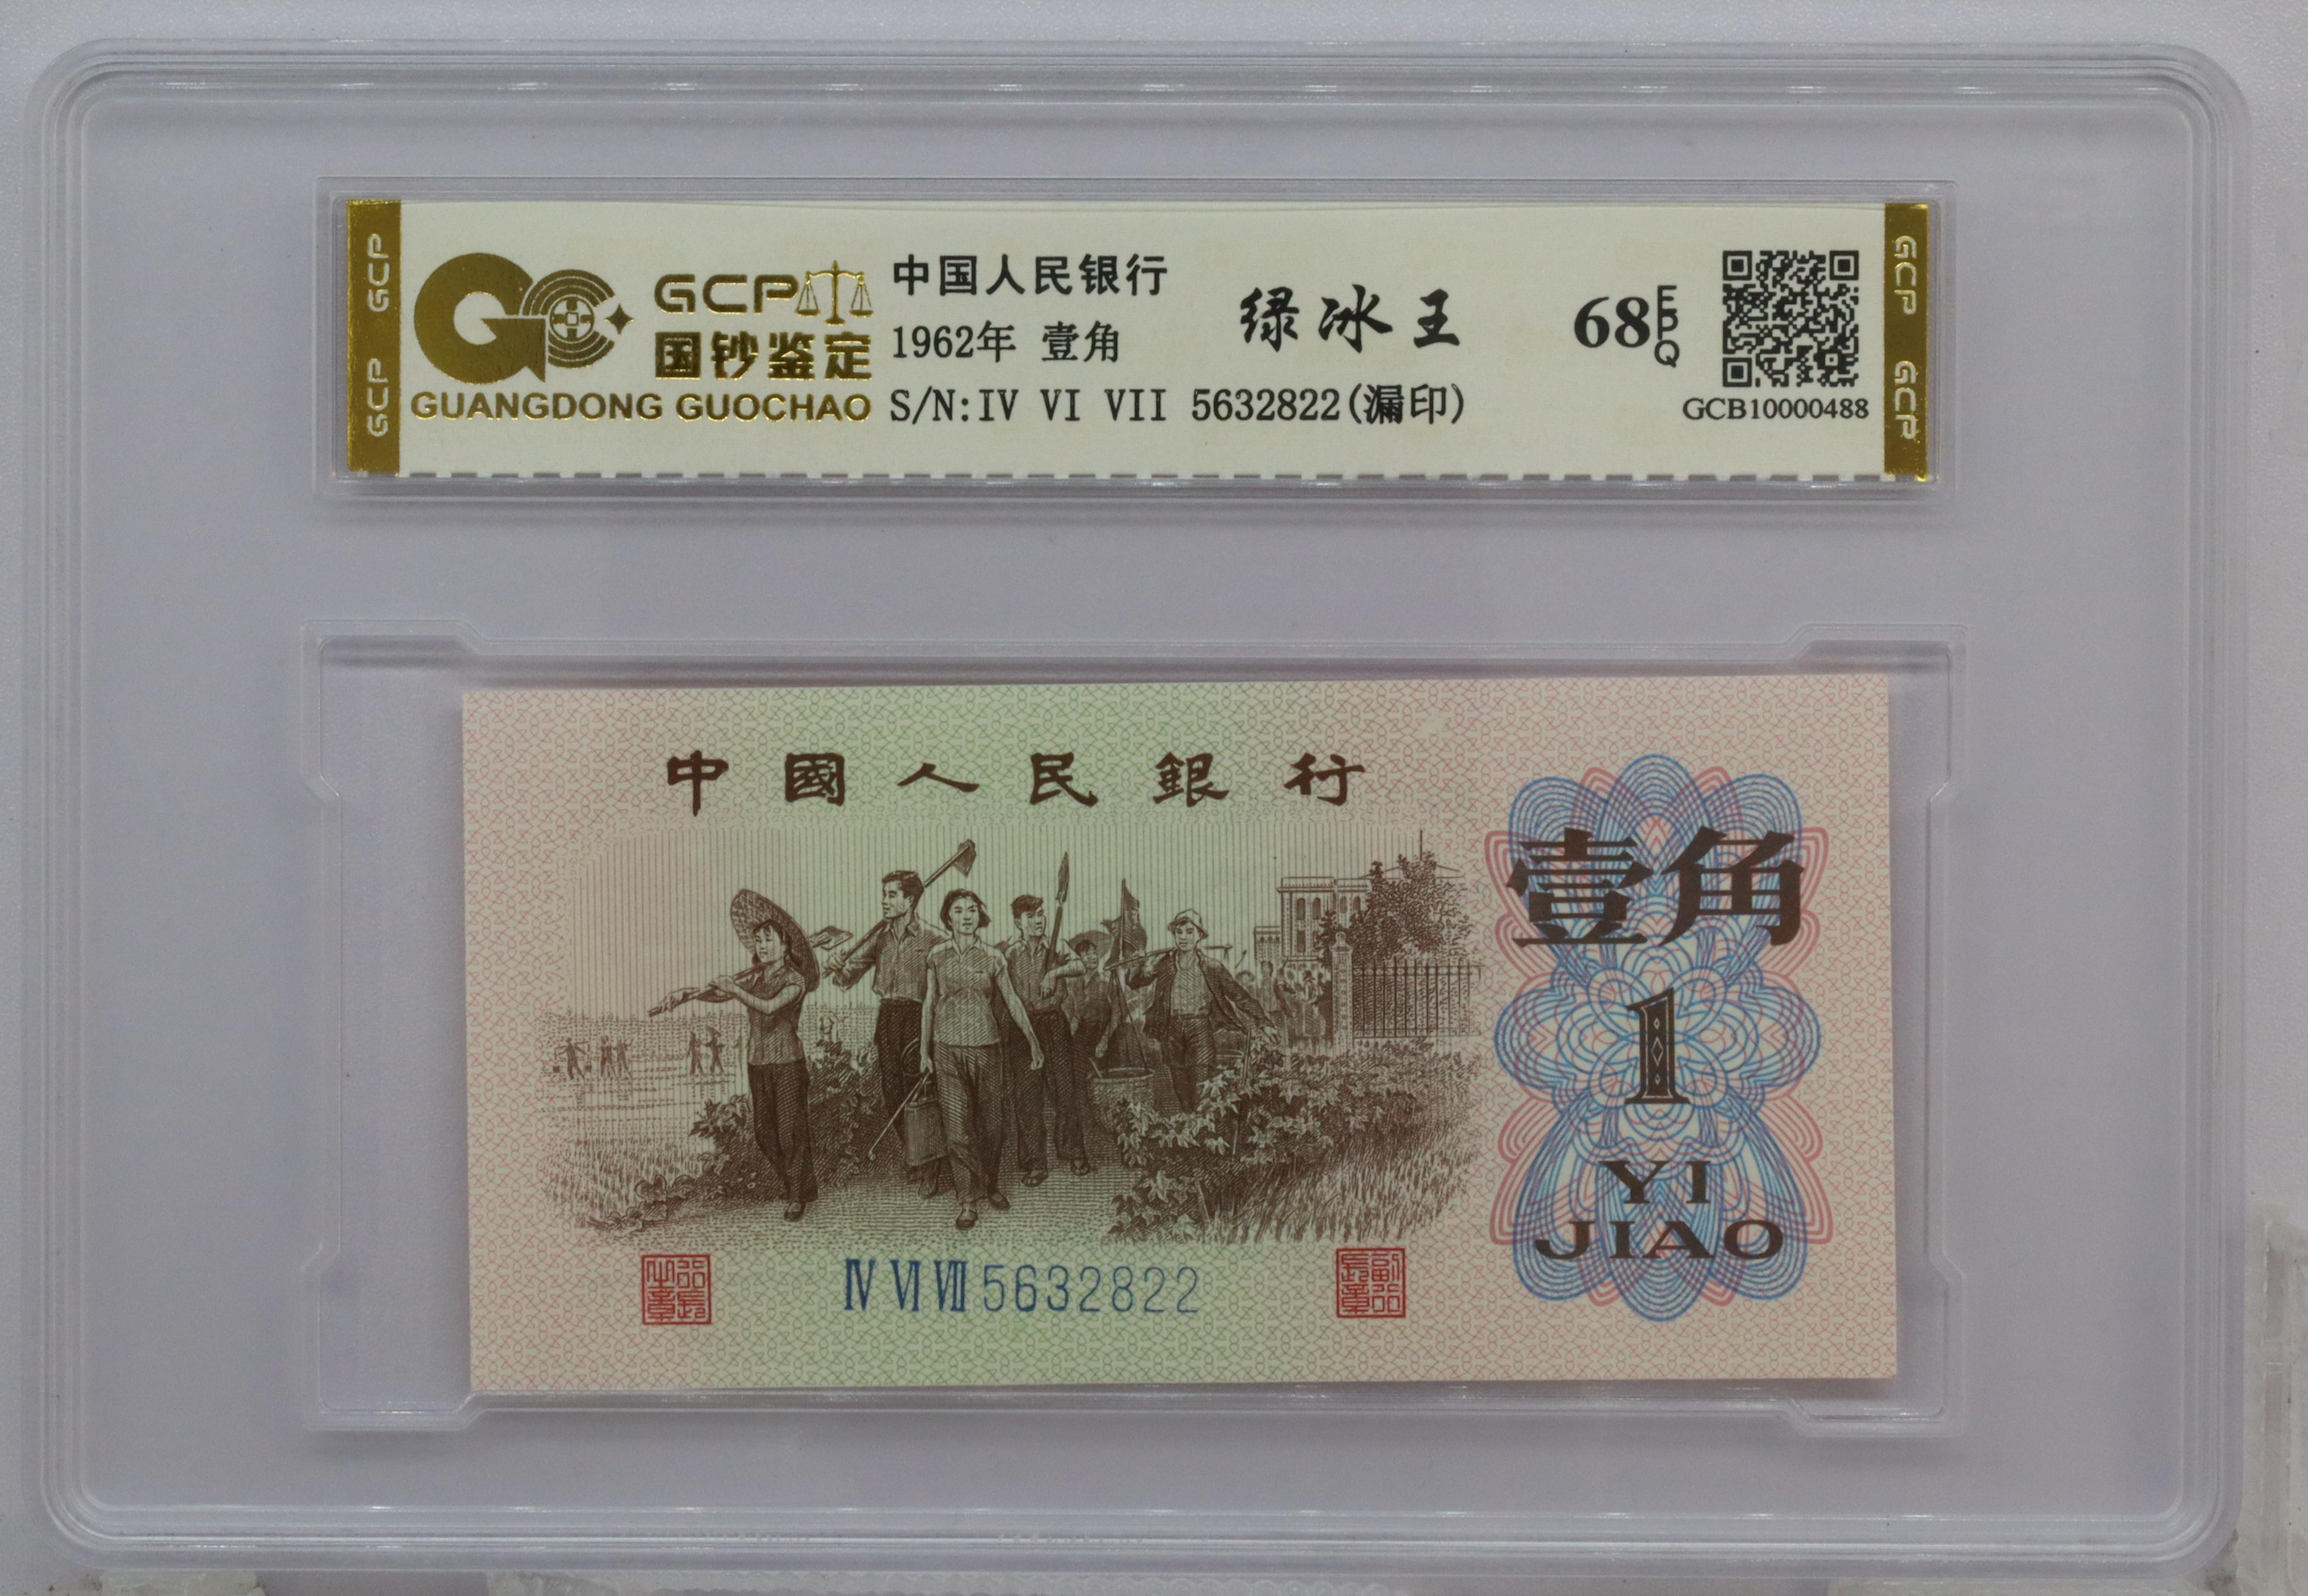 GCP GCP
GCP
国钞鉴定
GUANGDONG GUOCHAO
中国人民银行
1962年 壹角
S/N:IV VI VII 5632822(漏印)
绿冰王
68 EPQ
GCB10000488
GCP GCP
中國人民銀行
壹角
1
YI
JIAO
Ⅳ Ⅵ Ⅶ 5632822